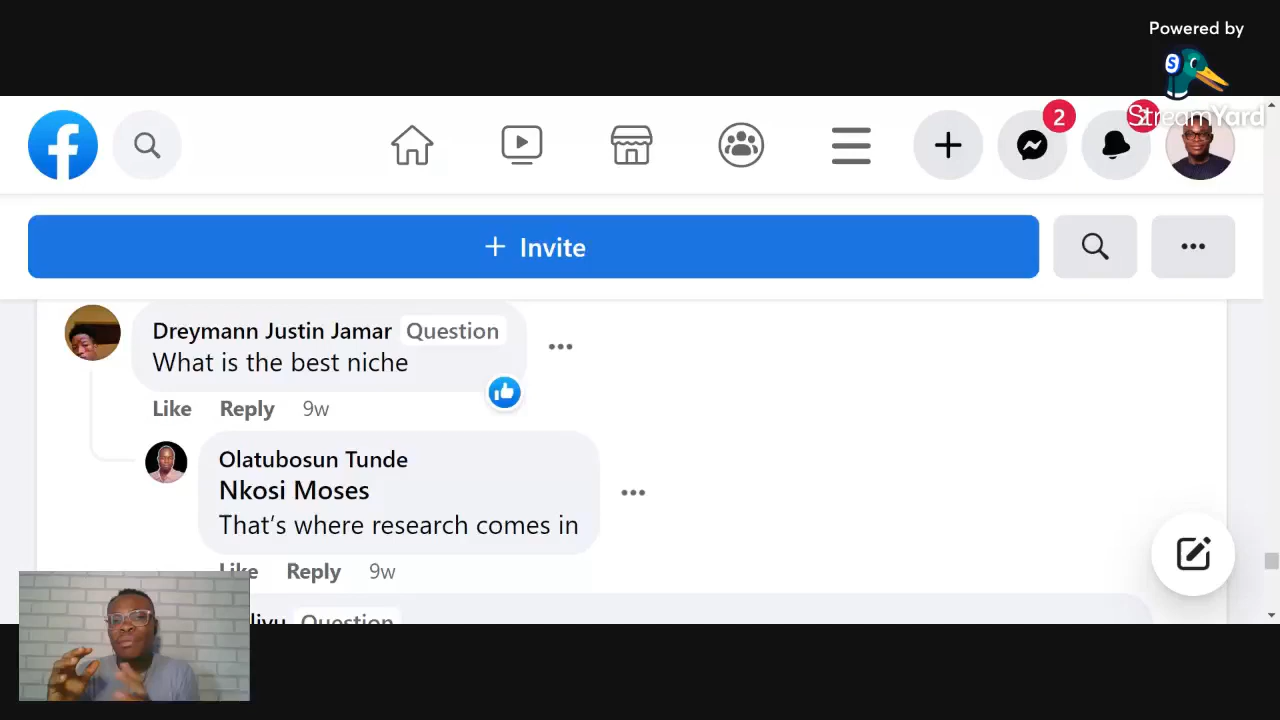 Powered by
StreamYard
2
+ Invite
Dreymann Justin Jamar Question
What is the best niche
Like Reply 9w
Olatubosun Tunde
Nkosi Moses
That's where research comes in
Like Reply 9w
Question